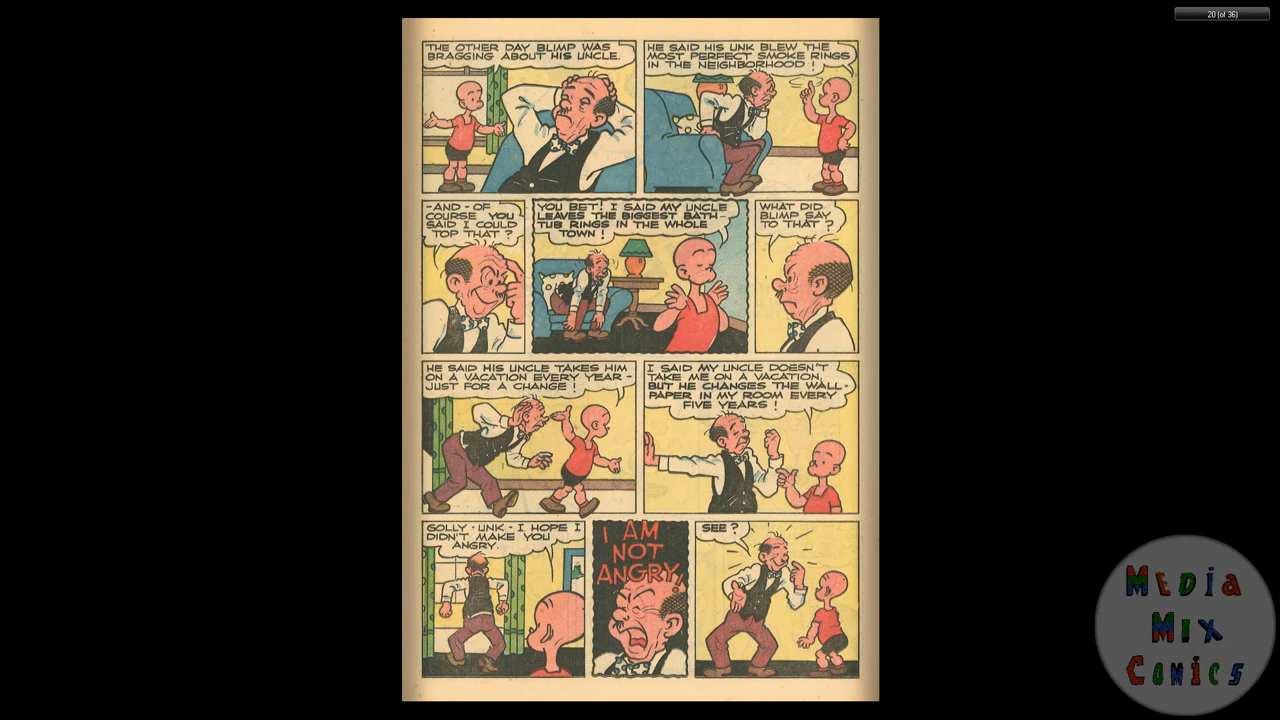 20 (of 36)
THE OTHER DAY BLIMP WAS
BRAGGING ABOUT HIS UNCLE.
HE SAID HIS UNK BLEW THE
MOST PERFECT SMOKE RINGS
IN THE NEIGHBORHOOD!
-AND-OF
COURSE YOU
SAID I COULD
TOP THAT?
YOU BET! I SAID MY UNCLE
LEAVES THE BIGGEST BATH-
TUB RINGS IN THE WHOLE
TOWN!
WHAT DID
BLIMP SAY
TO THAT?
HE SAID HIS UNCLE TAKES HIM
ON A VACATION EVERY YEAR-
JUST FOR A CHANGE!
I SAID MY UNCLE DOESN'T
TAKE ME ON A VACATION,
BUT HE CHANGES THE WALL-
PAPER IN MY ROOM EVERY
FIVE YEARS!
GOLLY-UNK-I HOPE I
DIDN'T MAKE YOU
ANGRY.
I AM
NOT
ANGRY,
SEE?
MEDIA
MIX
COMICS